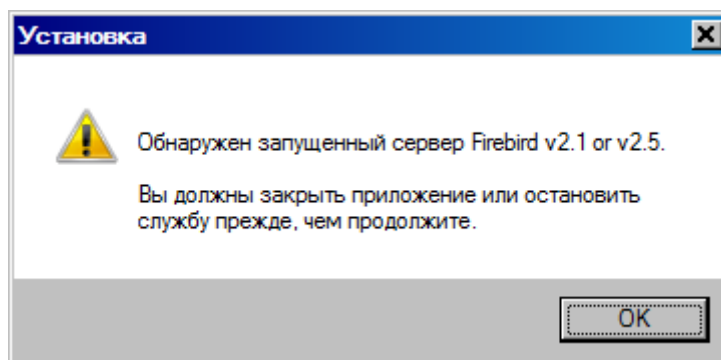 Установка
Обнаружен запущенный сервер Firebird v2.1 or v2.5.
Вы должны закрыть приложение или остановить
службу прежде, чем продолжите.
OK